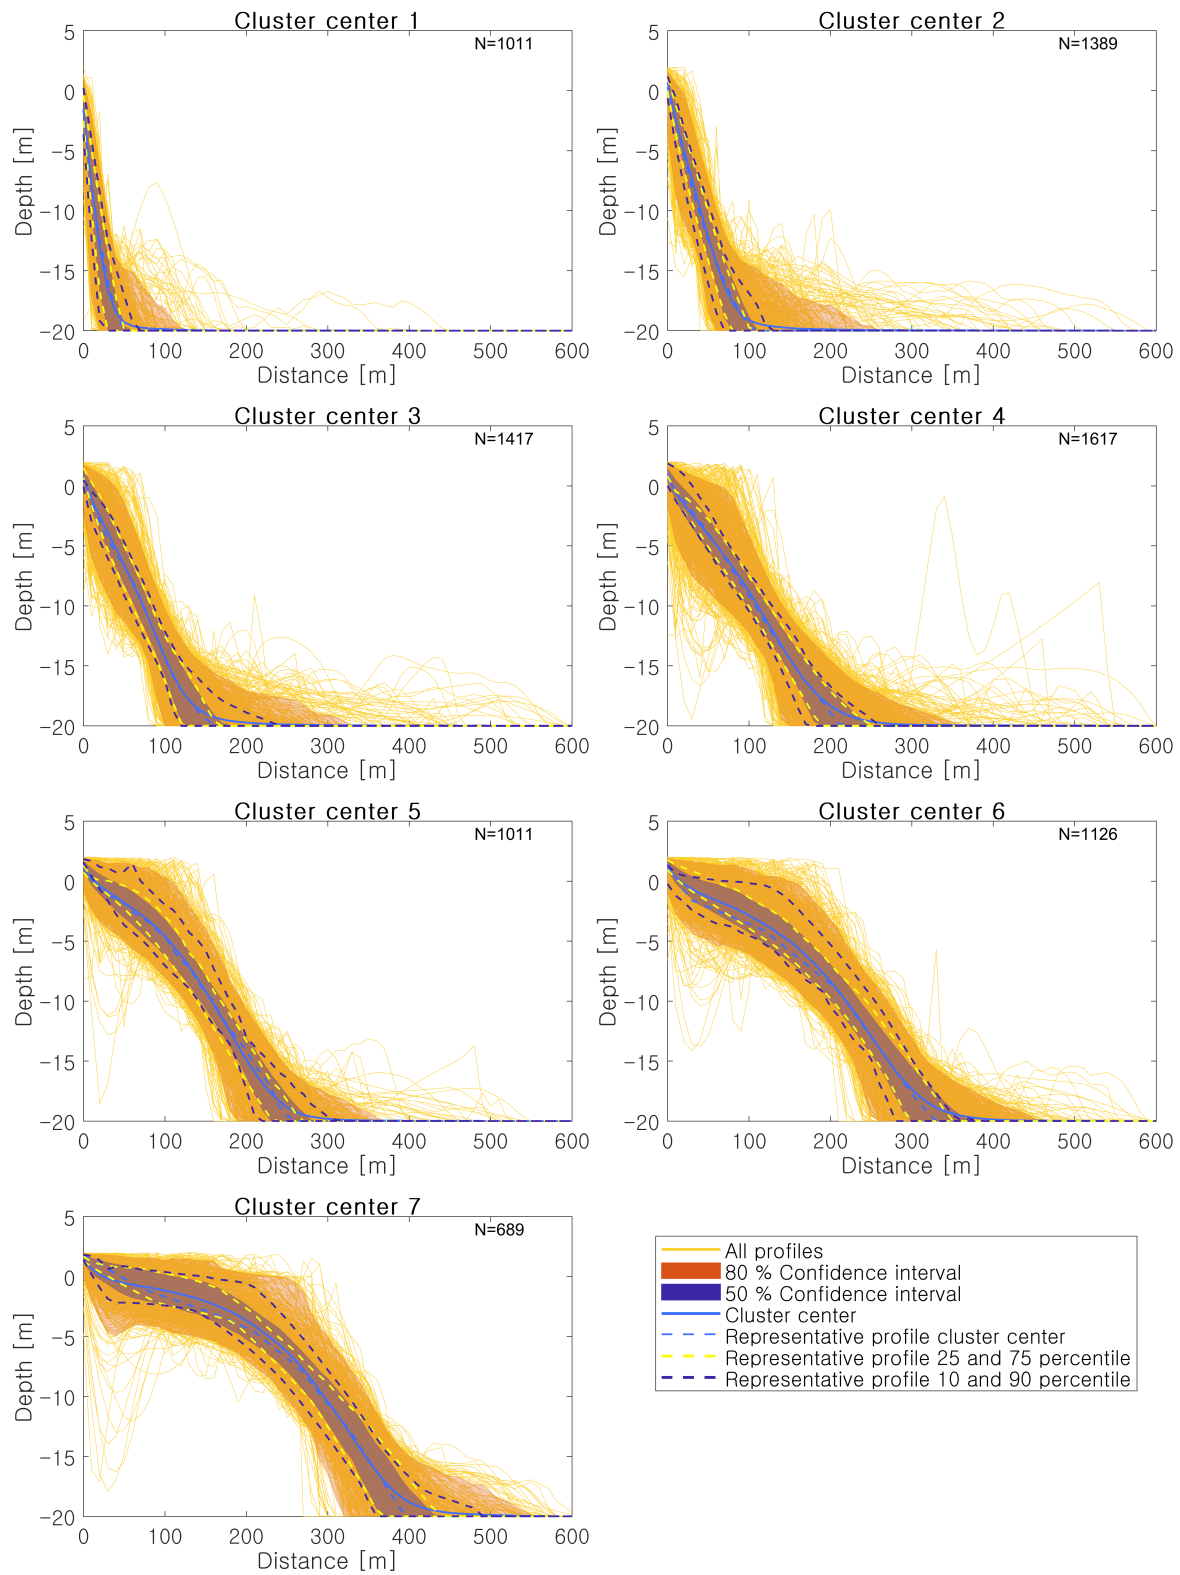 Cluster center 1
N=1011
5
0
−5
−10
−15
−20
Depth [m]
0 100 200 300 400 500 600
Distance [m]
Cluster center 2
N=1389
5
0
−5
−10
−15
−20
Depth [m]
0 100 200 300 400 500 600
Distance [m]
Cluster center 3
N=1417
5
0
−5
−10
−15
−20
Depth [m]
0 100 200 300 400 500 600
Distance [m]
Cluster center 4
N=1617
5
0
−5
−10
−15
−20
Depth [m]
0 100 200 300 400 500 600
Distance [m]
Cluster center 5
N=1011
5
0
−5
−10
−15
−20
Depth [m]
0 100 200 300 400 500 600
Distance [m]
Cluster center 6
N=1126
5
0
−5
−10
−15
−20
Depth [m]
0 100 200 300 400 500 600
Distance [m]
Cluster center 7
N=689
5
0
−5
−10
−15
−20
Depth [m]
0 100 200 300 400 500 600
Distance [m]
All profiles
80 % Confidence interval
50 % Confidence interval
Cluster center
Representative profile cluster center
Representative profile 25 and 75 percentile
Representative profile 10 and 90 percentile